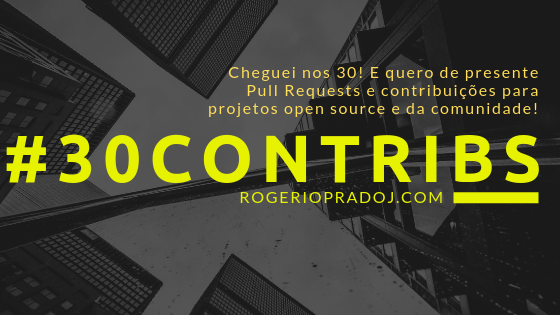 Cheguei nos 30! E quero de presente
Pull Requests e contribuições para
projetos open source e da comunidade!
#30CONTRIBS
ROGERIOPRADOJ.COM